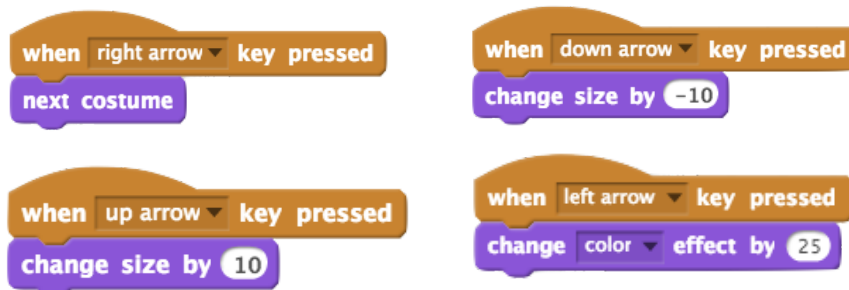 when right arrow key pressed
next costume
when down arrow key pressed
change size by -10
when up arrow key pressed
change size by 10
when left arrow key pressed
change color effect by 25